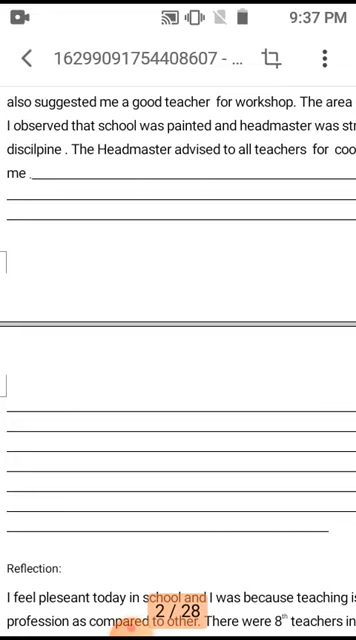 9:37 PM
16299091754408607 - ...
also suggested me a good teacher for workshop. The area
I observed that school was painted and headmaster was str
discilpine . The Headmaster advised to all teachers for coo
me .
Reflection:
I feel pleseant today in school and I was because teaching is
2 / 28
profession as compared to other. There were 8th teachers in